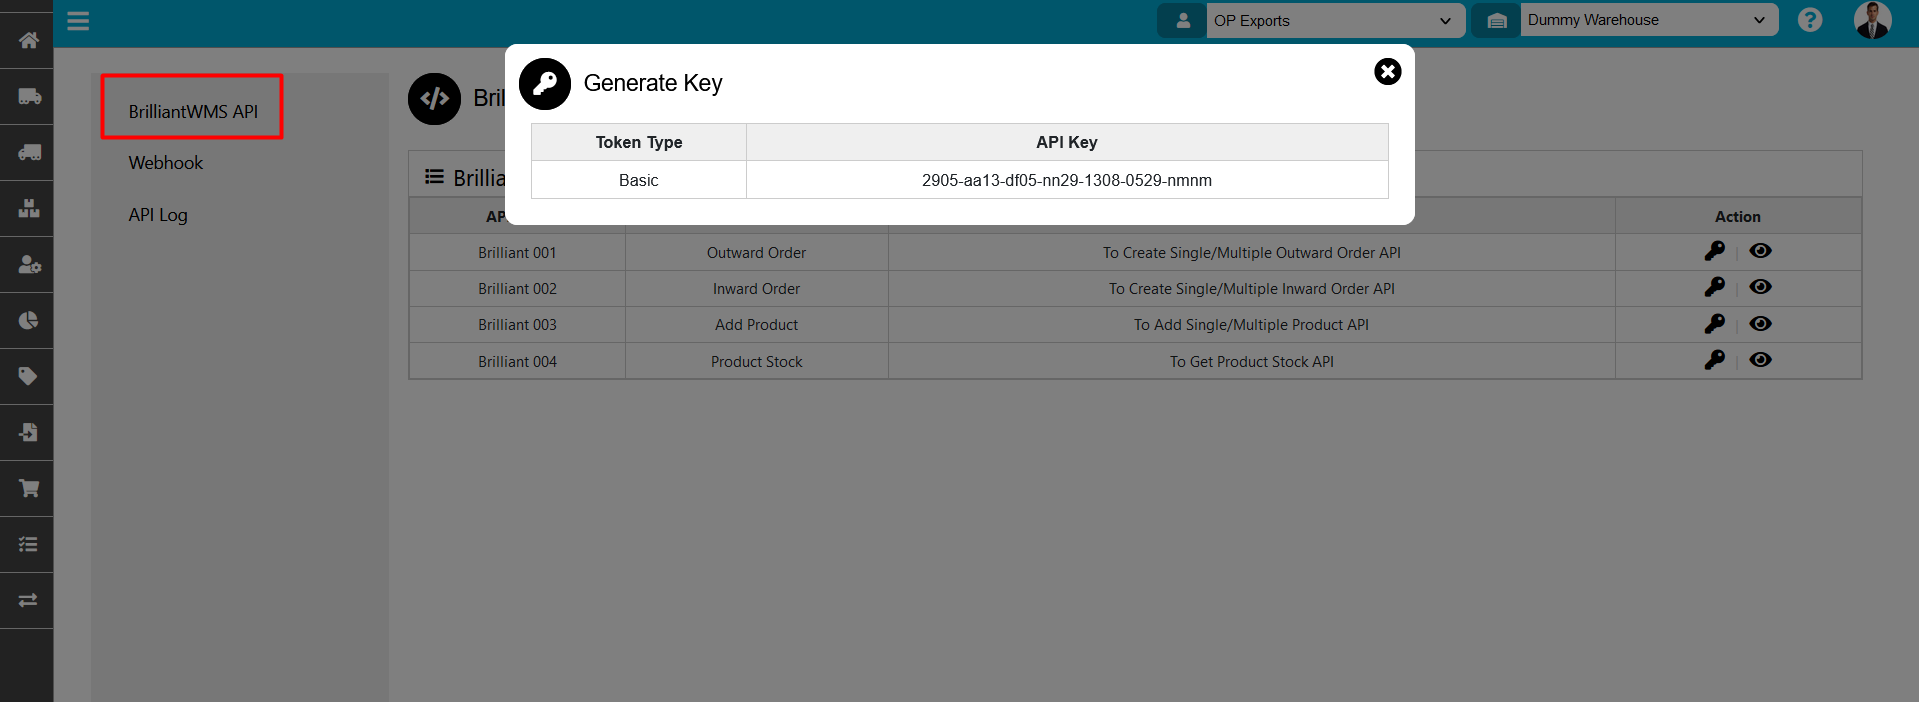 OP Exports
Dummy Warehouse
?
BrilliantWMS API
Webhook
API Log
Generate Key
Token Type API Key
Basic 2905-aa13-df05-nn29-1308-0529-nmnm
Action
Brilliant 001 Outward Order To Create Single/Multiple Outward Order API
Brilliant 002 Inward Order To Create Single/Multiple Inward Order API
Brilliant 003 Add Product To Add Single/Multiple Product API
Brilliant 004 Product Stock To Get Product Stock API